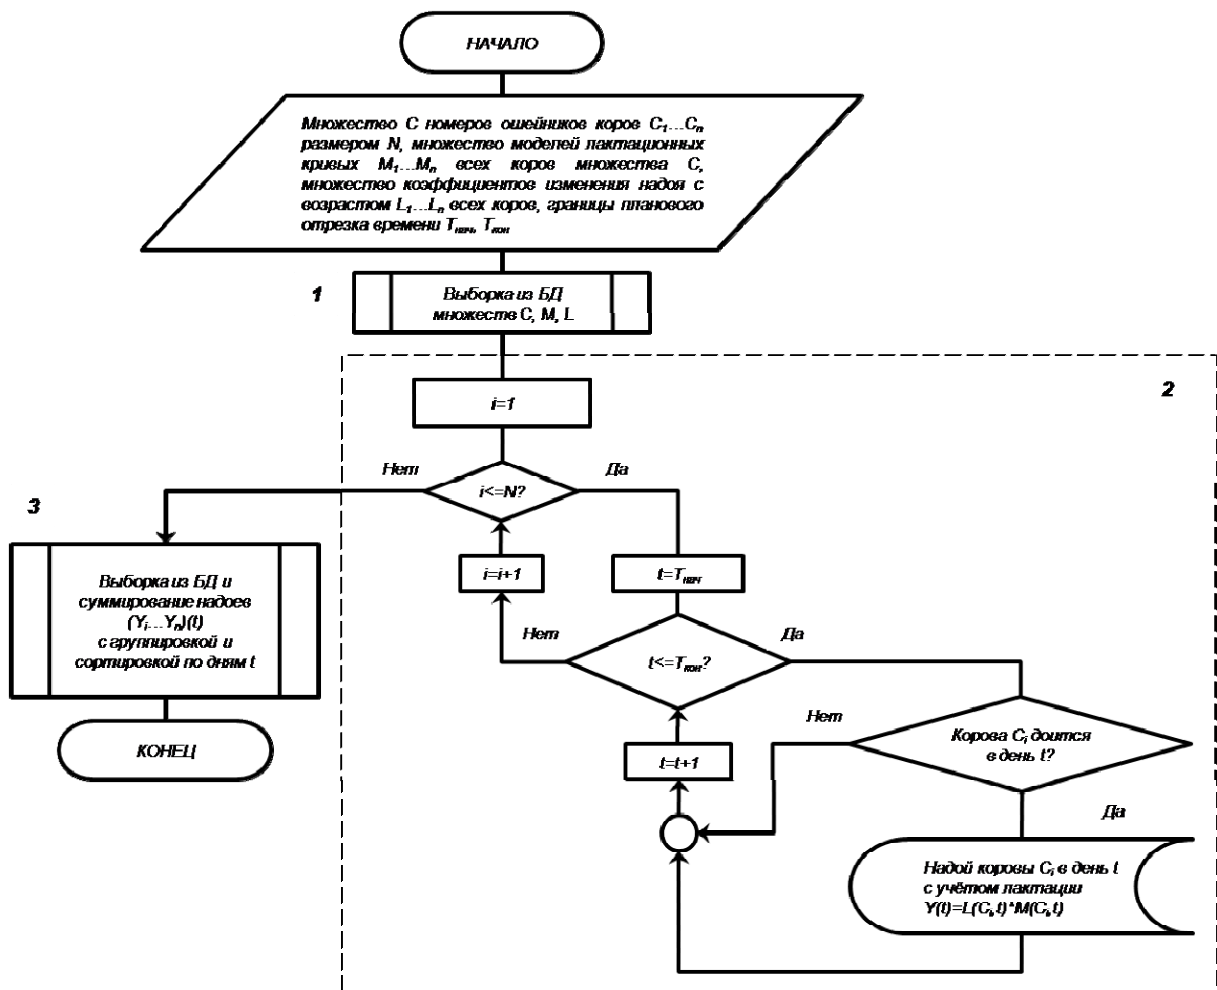 НАЧАЛО
Множество С номеров ошейников коров C₁...Cₙ
размером N, множество моделей лактационных
кривых M₁...Mₙ всех коров множества С,
множество коэффициентов изменения надоя с
возрастом L₁...Lₙ всех коров, границы планового
отрезка времени Tнач, Tкон
1
Выборка из БД
множеств C, M, L
2
i=1
Нет
Да
i<=N?
3
i=i+1
t=Tнач
Выборка из БД и
суммирование надоев
(Yᵢ...Yₙ)(t)
с группировкой и
сортировкой по дням t
Нет
Да
t<=Tкон?
Нет
Корова Cᵢ доится
в день t?
КОНЕЦ
t=t+1
Да
Надой коровы Cᵢ в день t
с учётом лактации
Y(t)=L(Cᵢ,t)*M(Cᵢ,t)